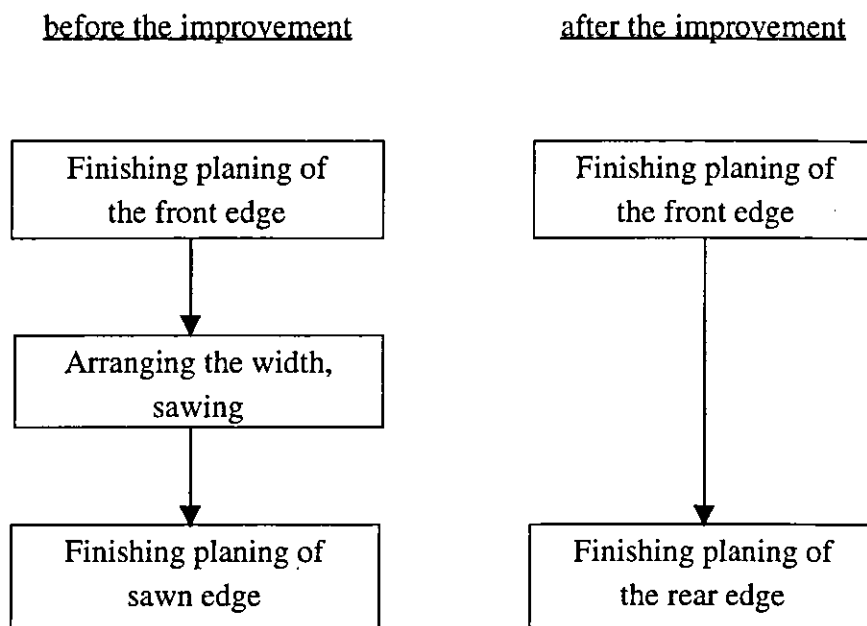 before the improvement
Finishing planing of
the front edge
Arranging the width,
sawing
Finishing planing of
sawn edge
after the improvement
Finishing planing of
the front edge
Finishing planing of
the rear edge